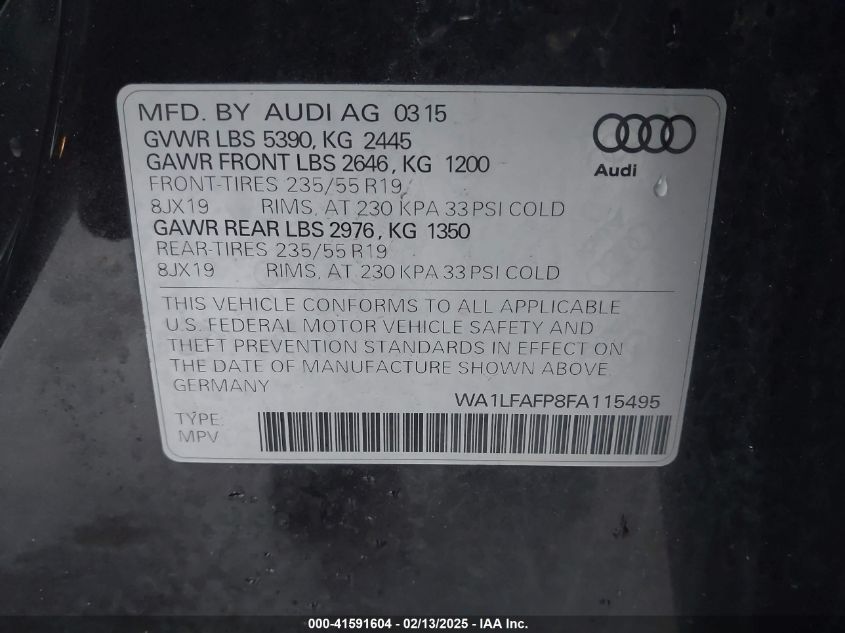 MFD. BY AUDI AG 03 15
GVWR LBS 5390, KG 2445
GAWR FRONT LBS 2646, KG 1200
FRONT-TIRES 235/55 R19,
8JX19 RIMS, AT 230 KPA 33 PSI COLD
GAWR REAR LBS 2976, KG 1350
REAR-TIRES 235/55 R19
8JX19 RIMS, AT 230 KPA 33 PSI COLD
Audi
THIS VEHICLE CONFORMS TO ALL APPLICABLE
U.S. FEDERAL MOTOR VEHICLE SAFETY AND
THEFT PREVENTION STANDARDS IN EFFECT ON
THE DATE OF MANUFACTURE SHOWN ABOVE.
GERMANY
WA1LFAFP8FA115495
TYPE:
MPV
000-41591604 — 02/13/2025 — IAA Inc.